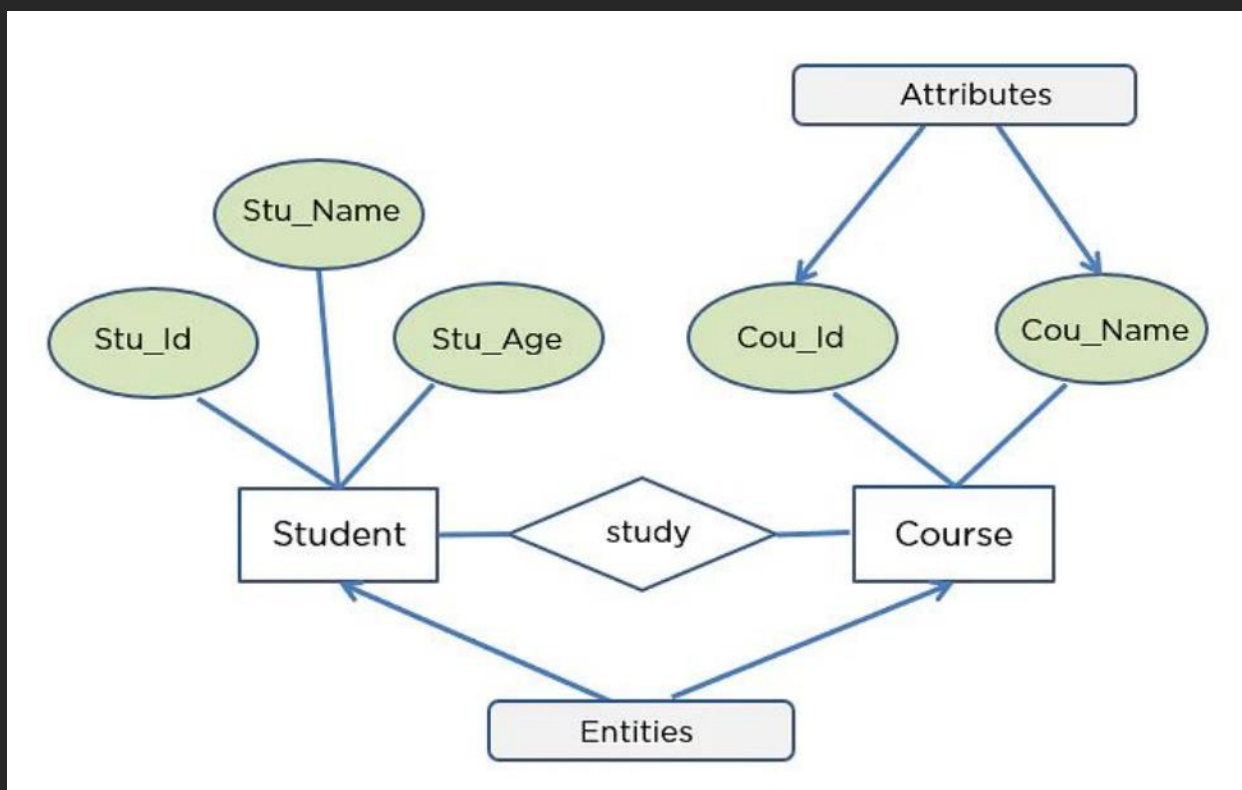 Attributes
Stu_Name
Stu_Id
Stu_Age
Cou_Id
Cou_Name
Student
study
Course
Entities